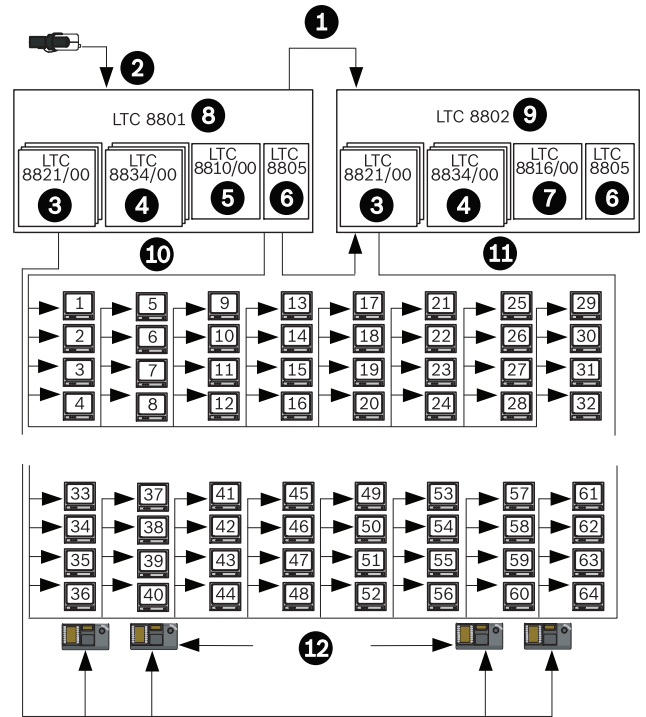 1
2
LTC 8801 8
LTC 8802 9
LTC 8821/00 3
LTC 8834/00 4
LTC 8810/00 5
LTC 8805 6
LTC 8821/00 3
LTC 8834/00 4
LTC 8816/00 7
LTC 8805 6
10
11
1 5 9 13 17 21 25 29
2 6 10 14 18 22 26 30
3 7 11 15 19 23 27 31
4 8 12 16 20 24 28 32
33 37 41 45 49 53 57 61
34 38 42 46 50 54 58 62
35 39 43 47 51 55 59 63
36 40 44 48 52 56 60 64
12